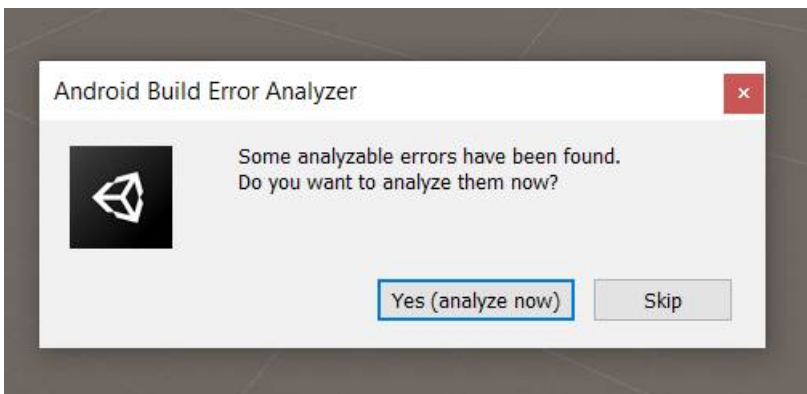 Android Build Error Analyzer
Some analyzable errors have been found.
Do you want to analyze them now?
Yes (analyze now)
Skip